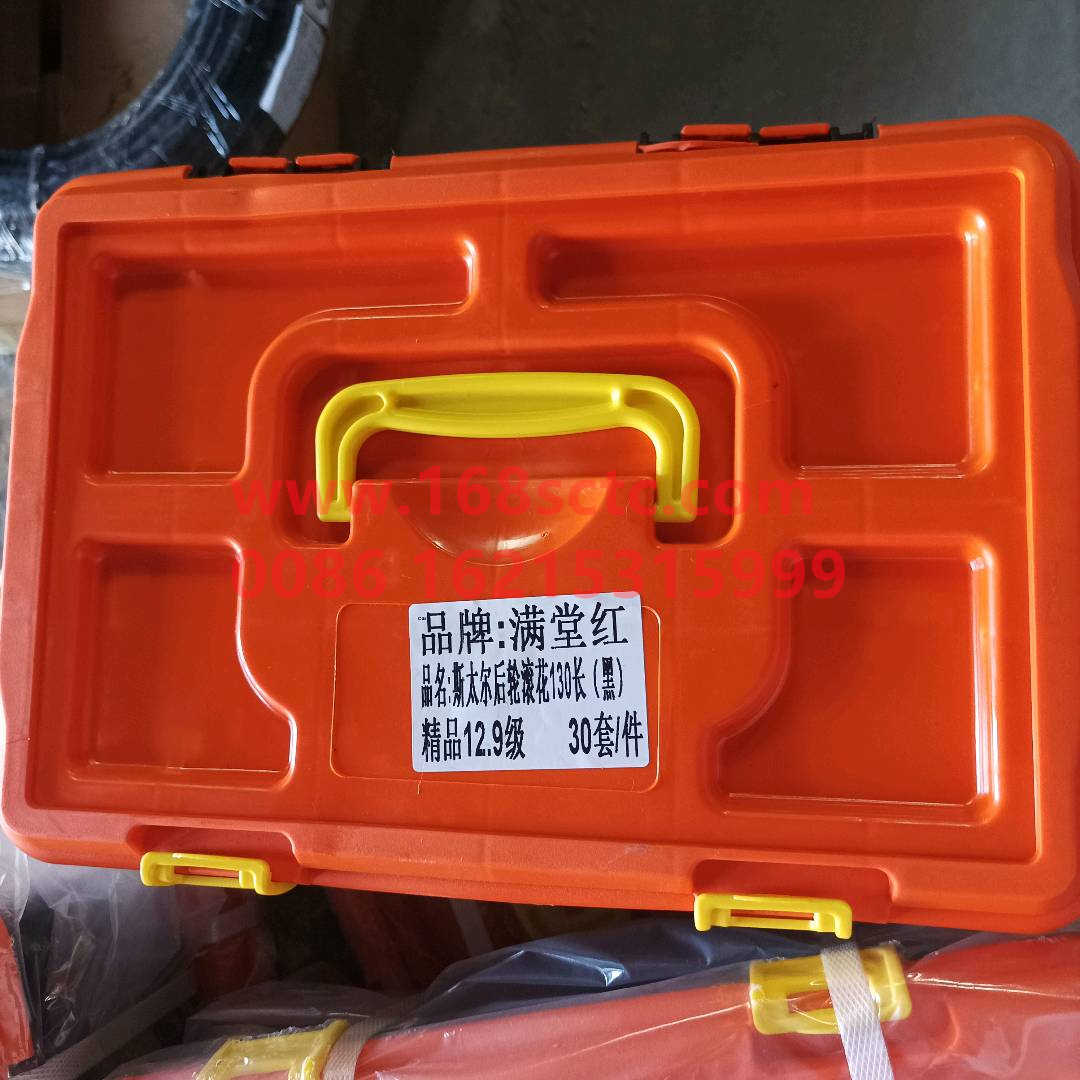 www.168sctc.com
0086 16215315999
品牌:满堂红
品名:斯太尔后轮滚花130长（黑）
精品12.9级 30套/件